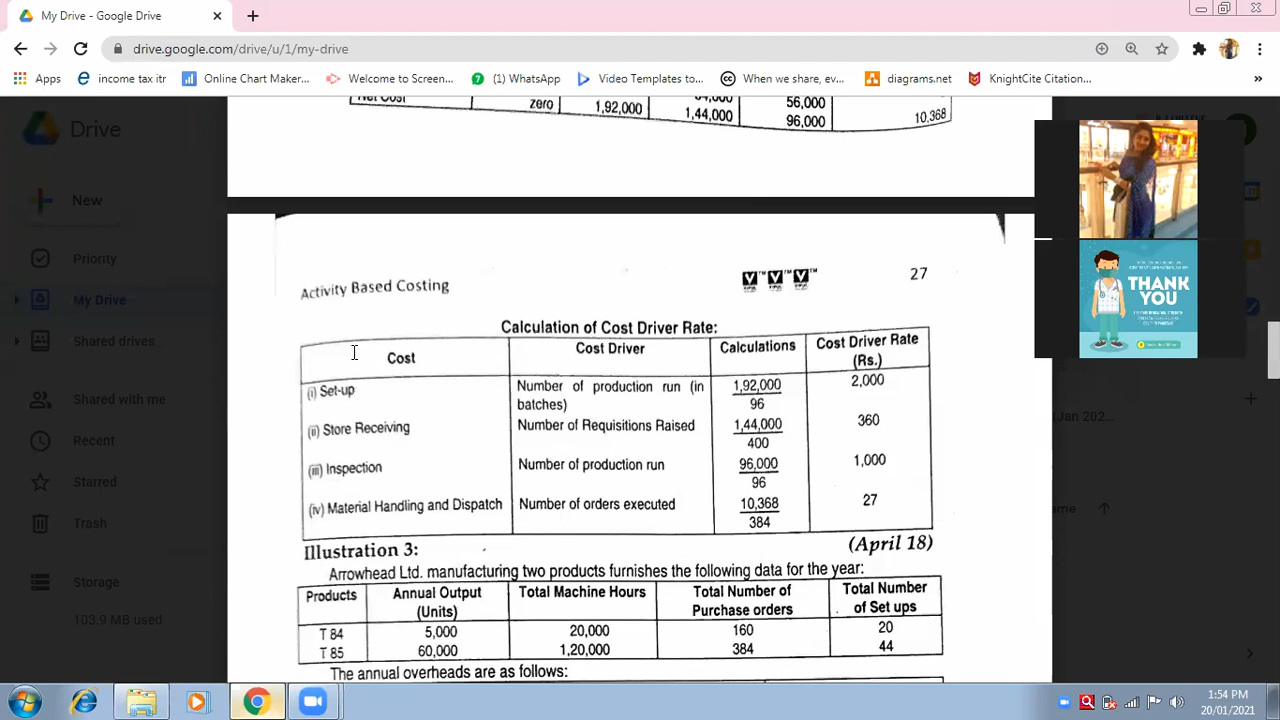 My Drive - Google Drive
drive.google.com/drive/u/1/my-drive
Apps income tax itr Online Chart Maker... Welcome to Screen... (1) WhatsApp Video Templates to... When we share, ev... diagrams.net KnightCite Citation... »
Net Cost zero 1,92,000 1,44,000 56,000
96,000 10,368
Drive
New
Priority
My Drive
Shared drives
Shared with me
Recent
Starred
Trash
Storage
103.9 MB used
(Jan 202...
Activity Based Costing 27
Calculation of Cost Driver Rate:
Cost Cost Driver Calculations Cost Driver Rate (Rs.)
(i) Set-up Number of production run (in batches) 1,92,000 / 96 2,000
(ii) Store Receiving Number of Requisitions Raised 1,44,000 / 400 360
(iii) Inspection Number of production run 96,000 / 96 1,000
(iv) Material Handling and Dispatch Number of orders executed 10,368 / 384 27
Illustration 3: (April 18)
Arrowhead Ltd. manufacturing two products furnishes the following data for the year:
Products Annual Output (Units) Total Machine Hours Total Number of Purchase orders Total Number of Set ups
T 84 5,000 20,000 160 20
T 85 60,000 1,20,000 384 44
The annual overheads are as follows:
THANK
YOU
1:54 PM
20/01/2021